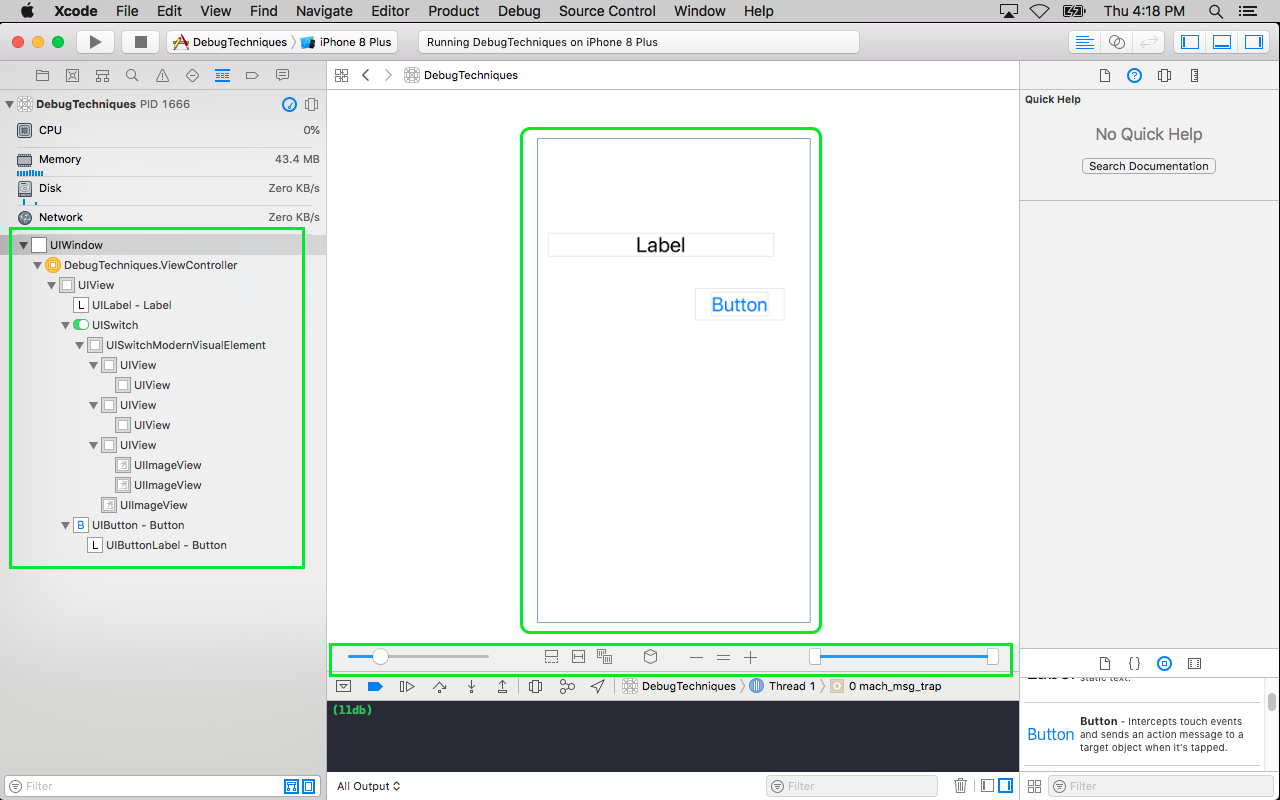 Xcode File Edit View Find Navigate Editor Product Debug Source Control Window Help Thu 4:18 PM
DebugTechniques iPhone 8 Plus Running DebugTechniques on iPhone 8 Plus
DebugTechniques
DebugTechniques PID 1666
CPU 0%
Memory 43.4 MB
Disk Zero KB/s
Network Zero KB/s
UIWindow
DebugTechniques.ViewController
UIView
L UILabel - Label
UISwitch
UISwitchModernVisualElement
UIView
UIView
UIView
UIView
UIView
UIImageView
UIImageView
UIImageView
B UIButton - Button
L UIButtonLabel - Button
Filter
Label
Button
DebugTechniques Thread 1 0 mach_msg_trap
(lldb)
All Output
Filter
Quick Help
No Quick Help
Search Documentation
static text.
Button Button - Intercepts touch events
and sends an action message to a
target object when it's tapped.
Filter